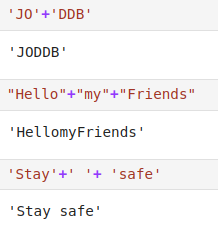 'JO'+'DDB'
'JODDB'
"Hello"+"my"+"Friends"
'HellomyFriends'
'Stay'+' '+ 'safe'
'Stay safe'